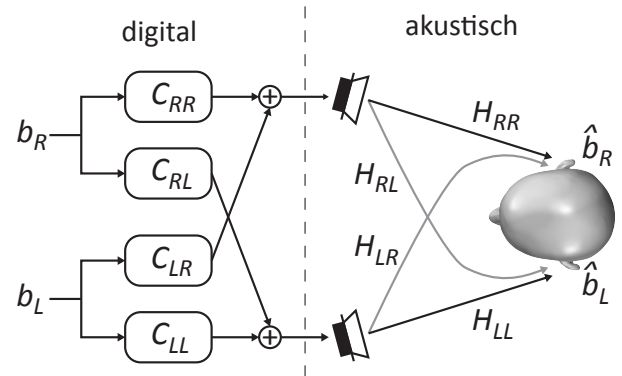 digital
akustisch
C_RR
b_R
C_RL
C_LR
b_L
C_LL
H_RR
H_RL
H_LR
H_LL
b̂_R
b̂_L